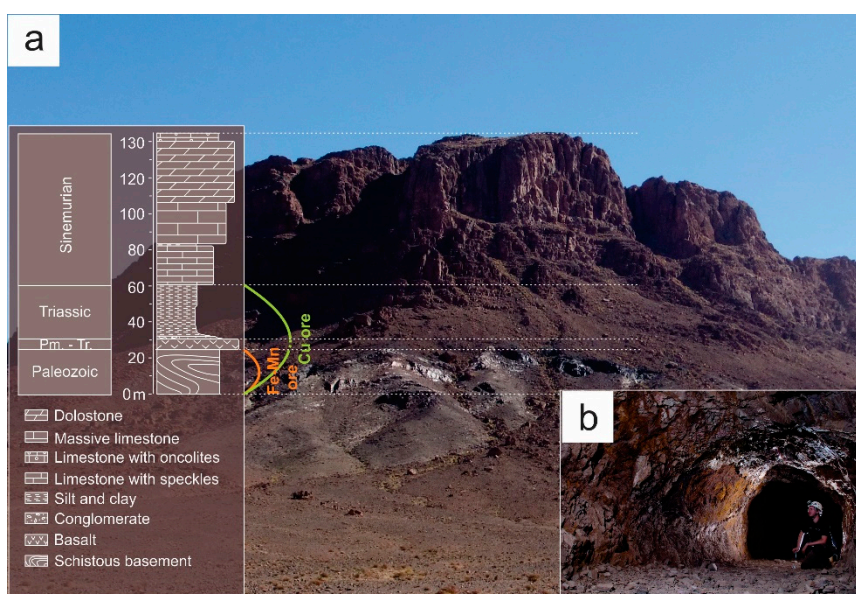 a
130
120
100
80
60
40
20
0m
Sinemurian
Triassic
Pm. - Tr.
Paleozoic
Fe-Mn
ore
Cu ore
Dolostone
Massive limestone
Limestone with oncolites
Limestone with speckles
Silt and clay
Conglomerate
Basalt
Schistous basement
b